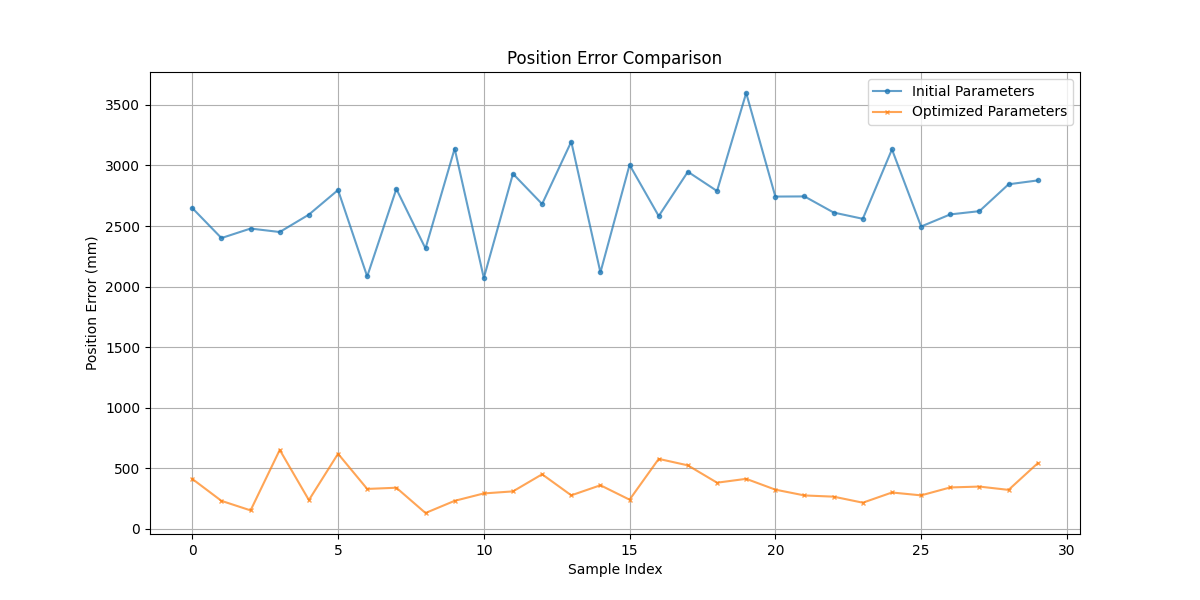 Position Error Comparison
Initial Parameters
Optimized Parameters
Position Error (mm)
3500
3000
2500
2000
1500
1000
500
0
0 5 10 15 20 25 30
Sample Index